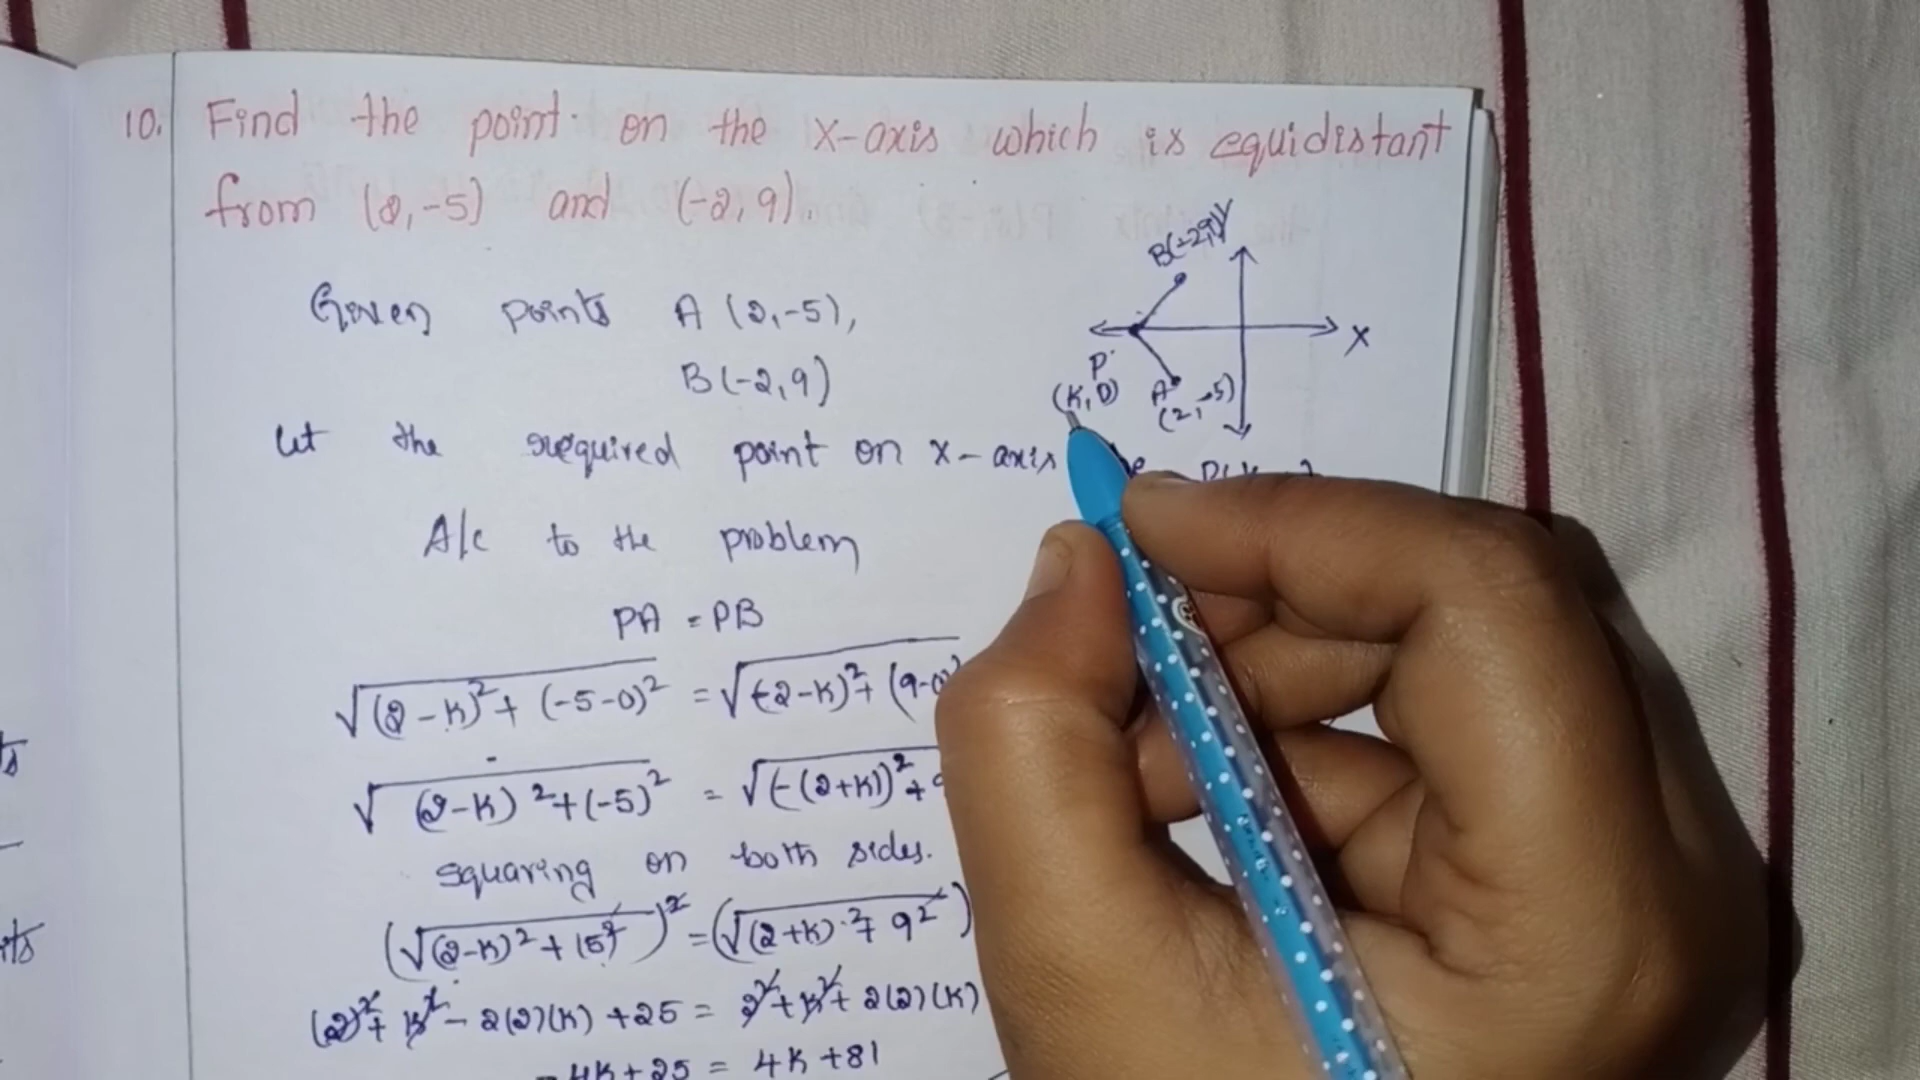 10. Find the point on the x-axis which is equidistant
from (2,-5) and (-2,9).
B(-2,9) Y
Given points A (2,-5),
X
B(-2,9)
P
(K,0) A (2,-5)
let the required point on x-axis
A/c to the problem
PA = PB
√(2-K)²+(-5-0)² = √(-2-K)²+(9-0)
√(2-K)²+(-5)² = √(-(2+K))²+
squaring on both sides.
(√(2-K)²+(5)²)² = (√(2+K)²+9²)
(2)²+K²-2(2)(K)+25 = 2²+K²+2(2)(K)
-4K+25 = 4K+81